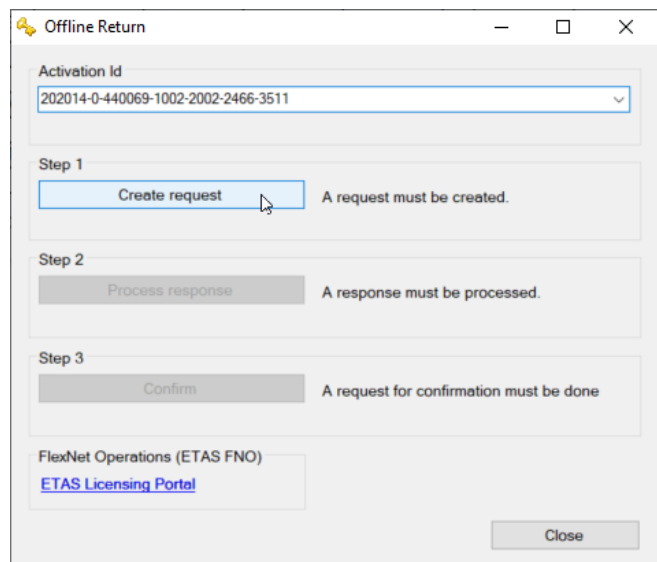 Offline Return
Activation Id
202014-0-440069-1002-2002-2466-3511
Step 1
Create request
A request must be created.
Step 2
Process response
A response must be processed.
Step 3
Confirm
A request for confirmation must be done
FlexNet Operations (ETAS FNO)
ETAS Licensing Portal
Close